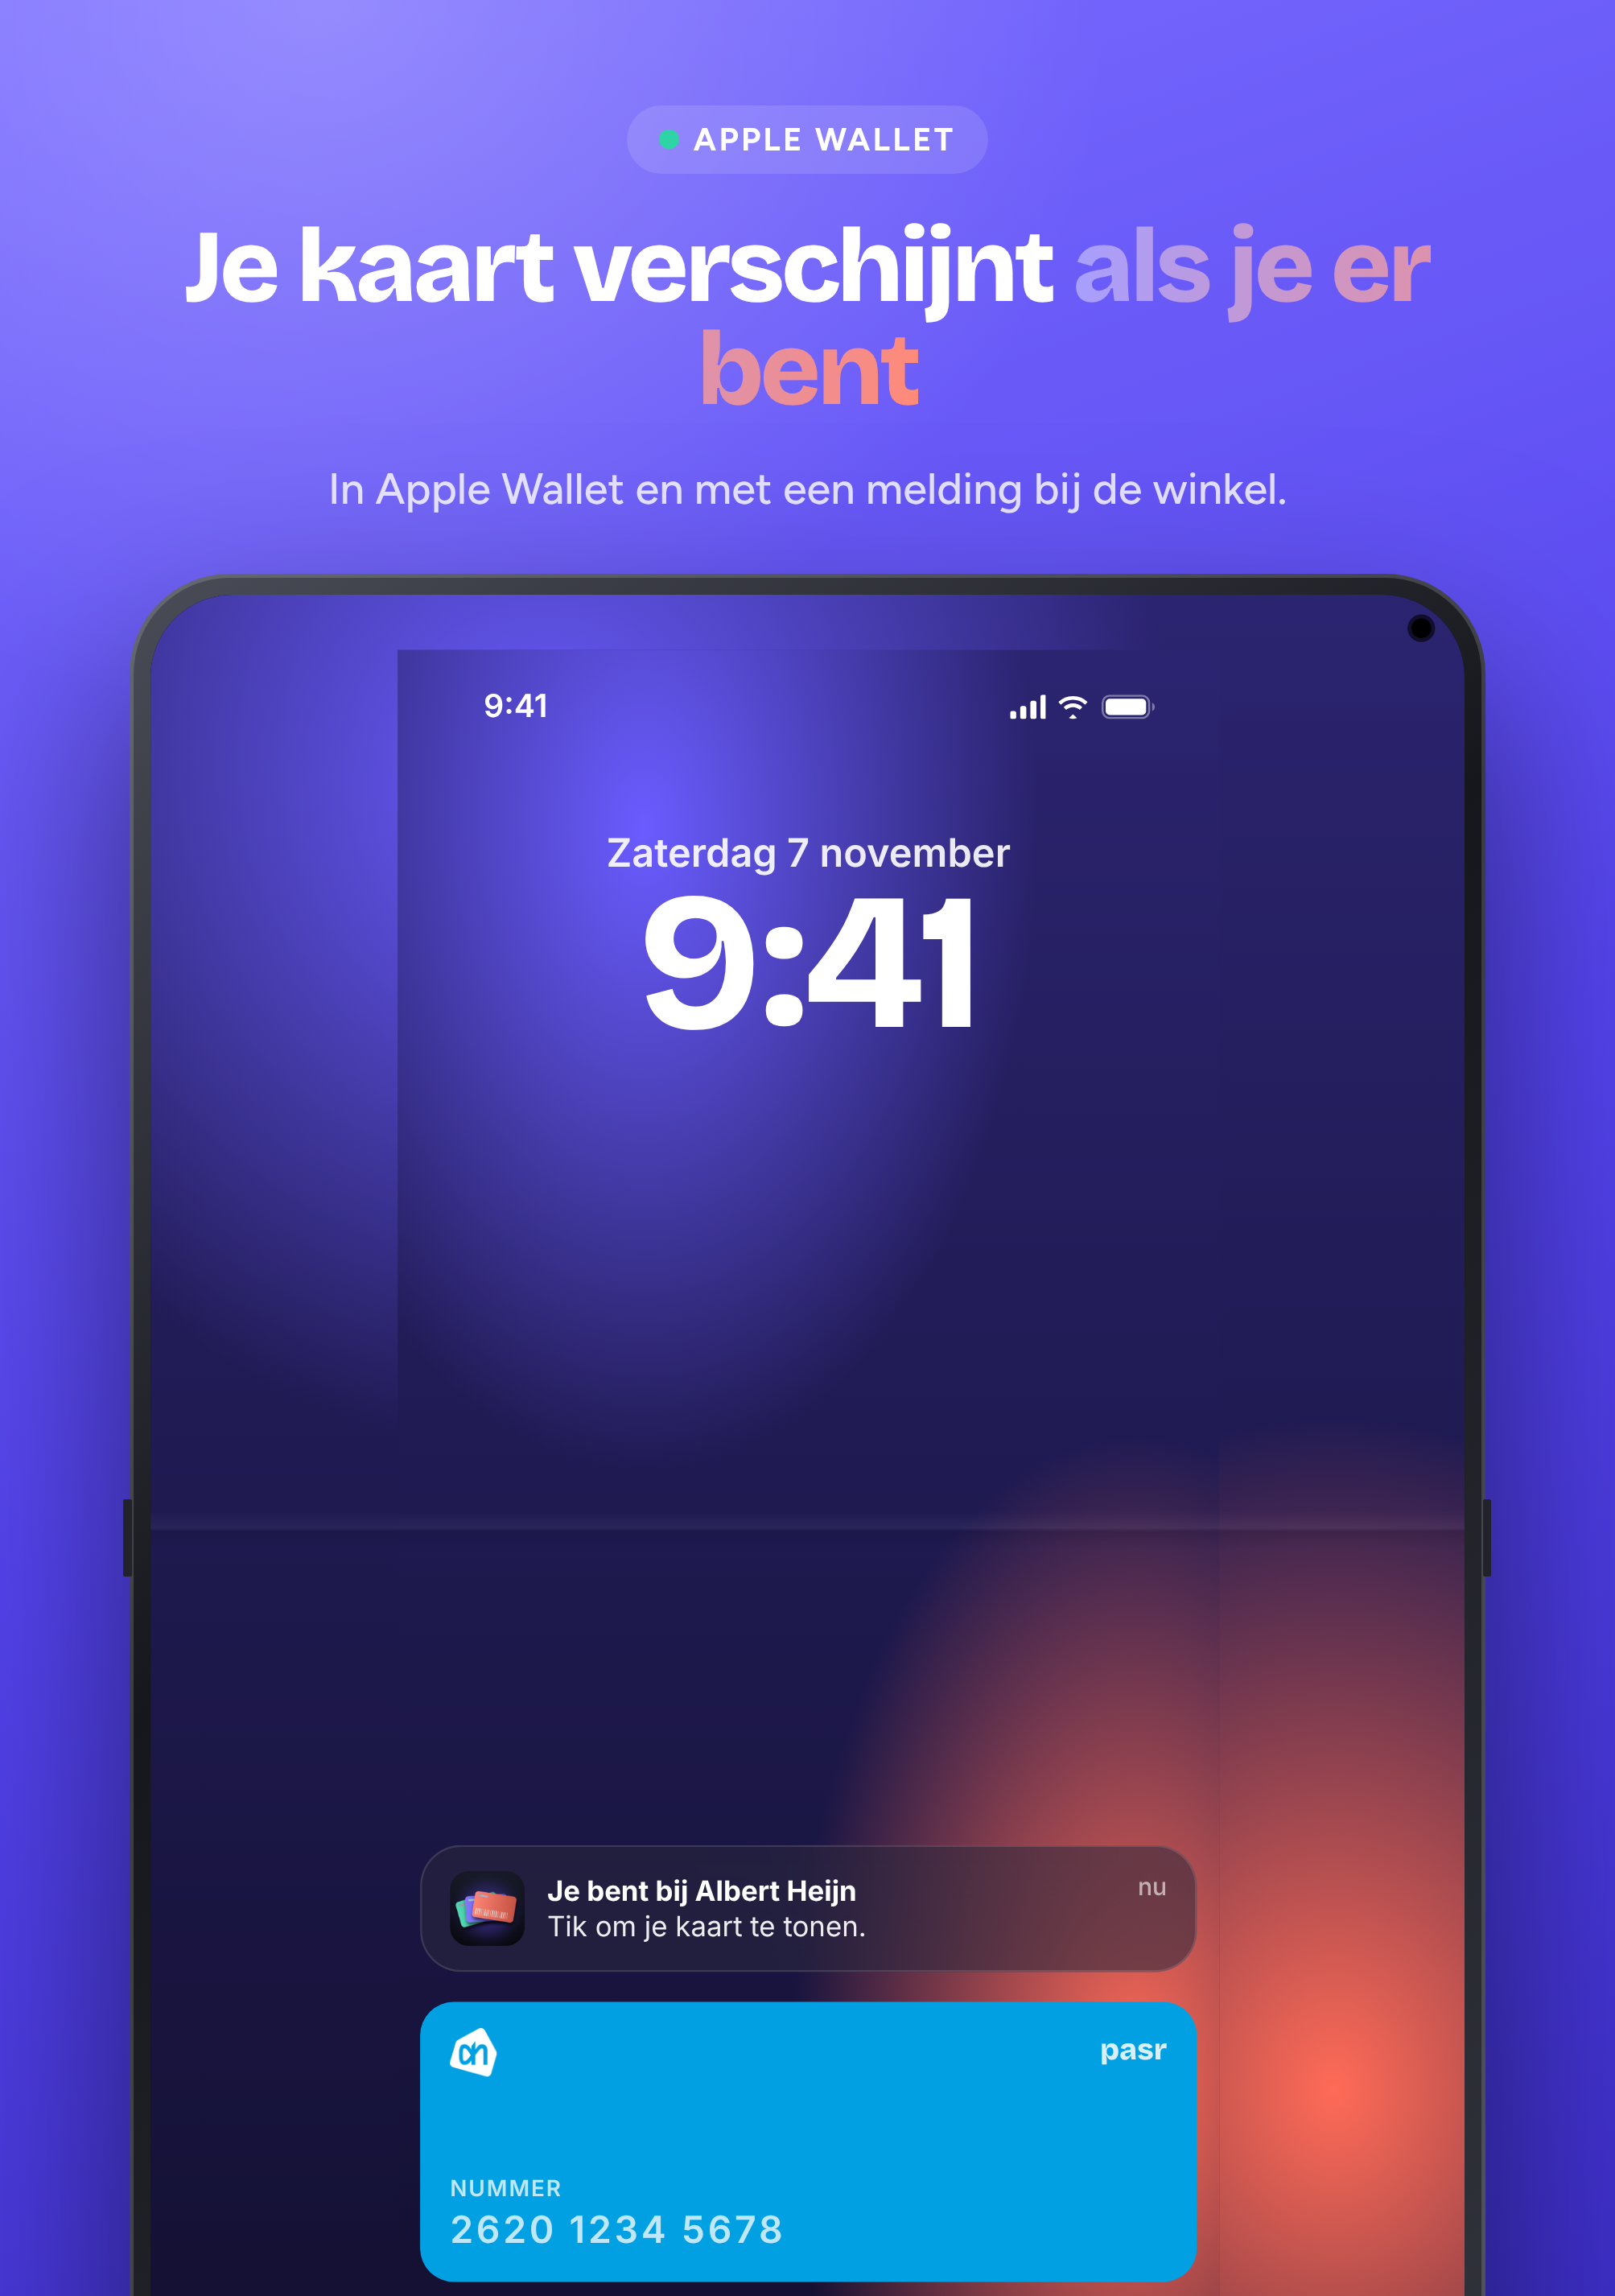 APPLE WALLET
Je kaart verschijnt als je er
bent
In Apple Wallet en met een melding bij de winkel.
9:41
Zaterdag 7 november
9:41
Je bent bij Albert Heijn
nu
Tik om je kaart te tonen.
ah
pasr
NUMMER
2620 1234 5678